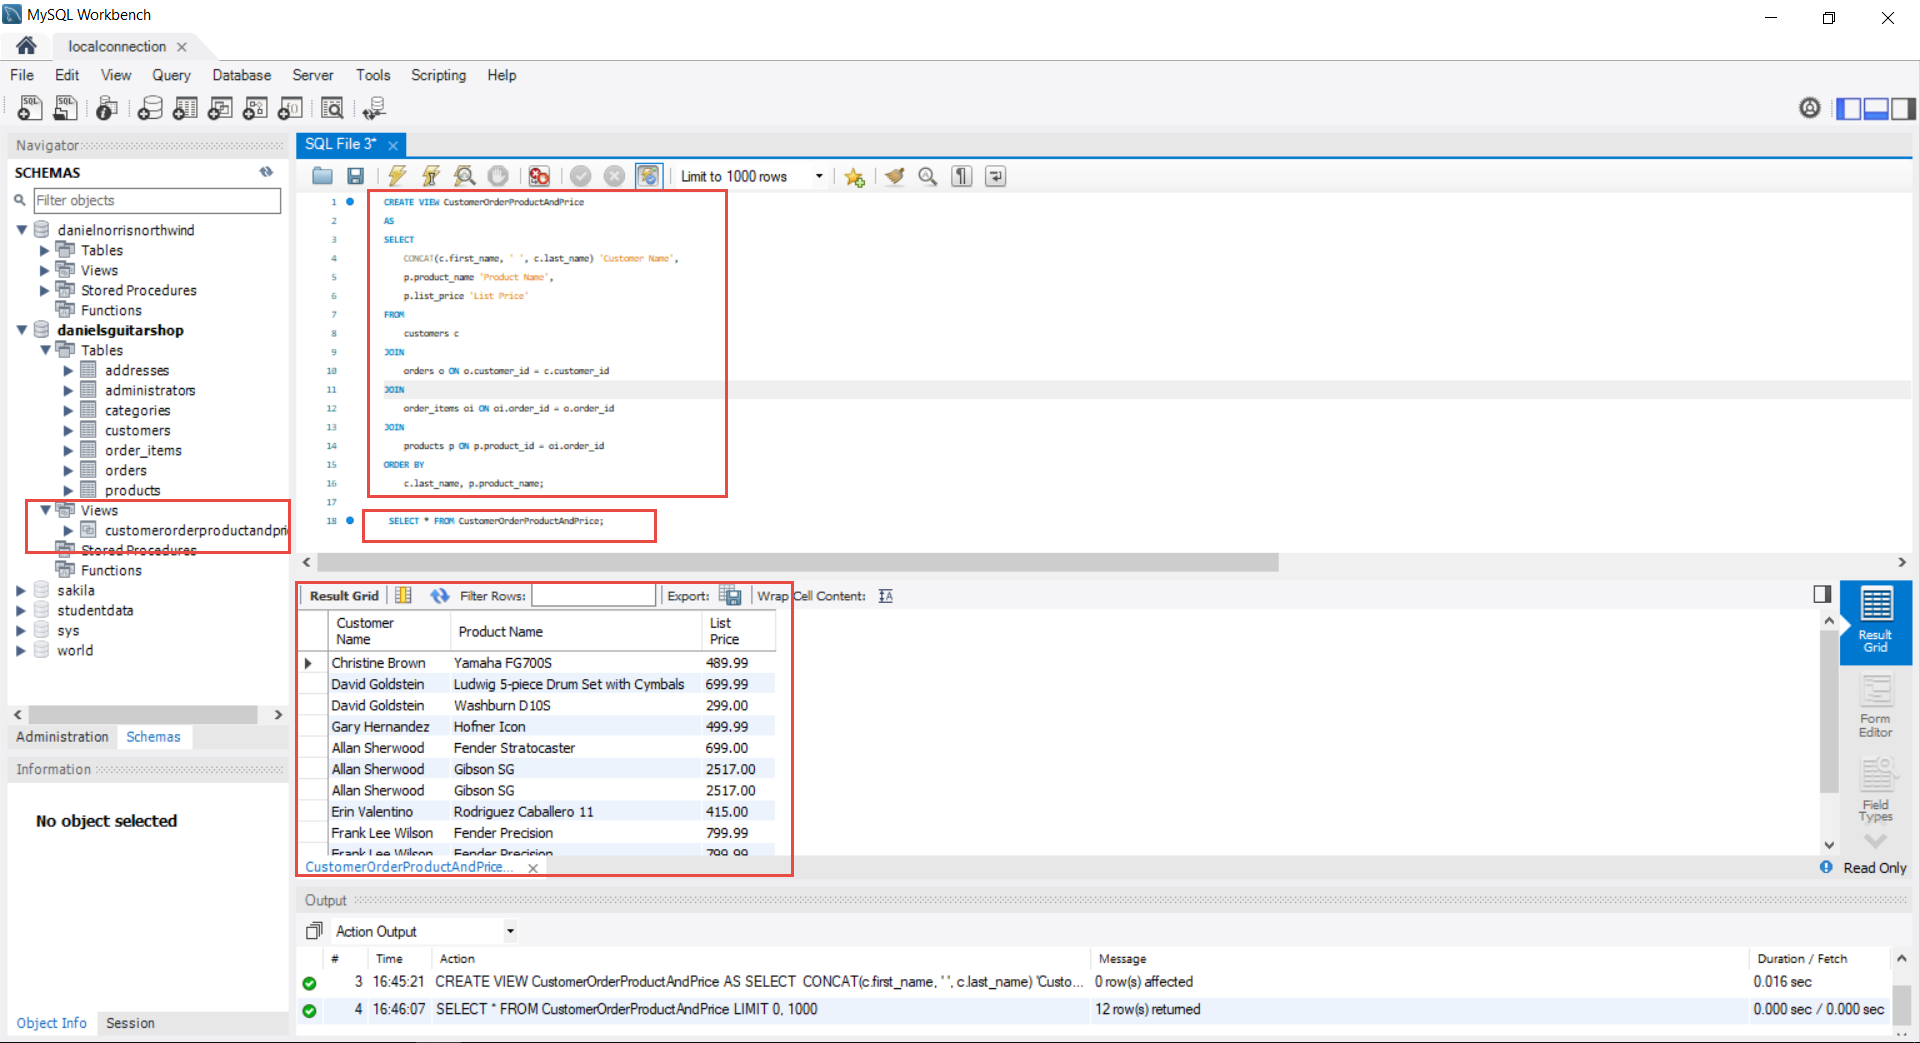 MySQL Workbench
localconnection
File Edit View Query Database Server Tools Scripting Help
Navigator
SCHEMAS
Filter objects
danielnorrisnorthwind
Tables
Views
Stored Procedures
Functions
danielsguitarshop
Tables
addresses
administrators
categories
customers
order_items
orders
products
Views
customerorderproductandpri
Stored Procedures
Functions
sakila
studentdata
sys
world
Administration Schemas
Information
No object selected
Object Info Session
SQL File 3*
Limit to 1000 rows
1 CREATE VIEW CustomerOrderProductAndPrice
2 AS
3 SELECT
4 CONCAT(c.first_name, ' ', c.last_name) 'Customer Name',
5 p.product_name 'Product Name',
6 p.list_price 'List Price'
7 FROM
8 customers c
9 JOIN
10 orders o ON o.customer_id = c.customer_id
11 JOIN
12 order_items oi ON oi.order_id = o.order_id
13 JOIN
14 products p ON p.product_id = oi.order_id
15 ORDER BY
16 c.last_name, p.product_name;
17
18 SELECT * FROM CustomerOrderProductAndPrice;
Result Grid Filter Rows: Export: Wrap Cell Content:
Customer Name Product Name List Price
Christine Brown Yamaha FG700S 489.99
David Goldstein Ludwig 5-piece Drum Set with Cymbals 699.99
David Goldstein Washburn D10S 299.00
Gary Hernandez Hofner Icon 499.99
Allan Sherwood Fender Stratocaster 699.00
Allan Sherwood Gibson SG 2517.00
Allan Sherwood Gibson SG 2517.00
Erin Valentino Rodriguez Caballero 11 415.00
Frank Lee Wilson Fender Precision 799.99
Frank Lee Wilson Fender Precision 799.99
CustomerOrderProductAndPrice...
Result Grid
Form Editor
Field Types
Read Only
Output
Action Output
# Time Action Message Duration / Fetch
3 16:45:21 CREATE VIEW CustomerOrderProductAndPrice AS SELECT CONCAT(c.first_name, ' ', c.last_name) 'Custo... 0 row(s) affected 0.016 sec
4 16:46:07 SELECT * FROM CustomerOrderProductAndPrice LIMIT 0, 1000 12 row(s) returned 0.000 sec / 0.000 sec